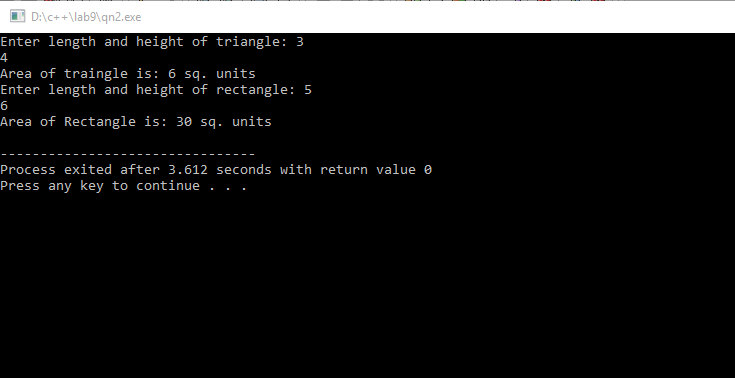 D:\c++\lab9\qn2.exe
Enter length and height of triangle: 3
4
Area of traingle is: 6 sq. units
Enter length and height of rectangle: 5
6
Area of Rectangle is: 30 sq. units
--------------------------------
Process exited after 3.612 seconds with return value 0
Press any key to continue . . .